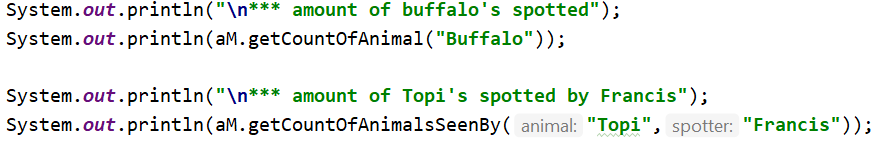 System.out.println("\n*** amount of buffalo's spotted");
System.out.println(aM.getCountOfAnimal("Buffalo"));
System.out.println("\n*** amount of Topi's spotted by Francis");
System.out.println(aM.getCountOfAnimalsSeenBy( animal: "Topi", spotter: "Francis"));